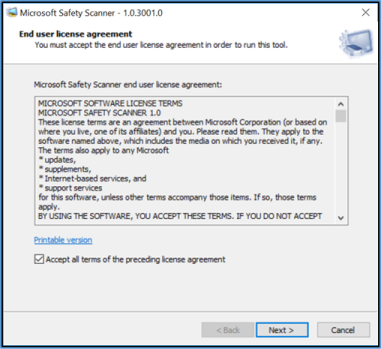 Microsoft Safety Scanner - 1.0.3001.0
End user license agreement
You must accept the end user license agreement in order to run this tool.
Microsoft Safety Scanner end user license agreement:
MICROSOFT SOFTWARE LICENSE TERMS
MICROSOFT SAFETY SCANNER 1.0
These license terms are an agreement between Microsoft Corporation (or based on
where you live, one of its affiliates) and you. Please read them. They apply to the
software named above, which includes the media on which you received it, if any.
The terms also apply to any Microsoft
* updates,
* supplements,
* Internet-based services, and
* support services
for this software, unless other terms accompany those items. If so, those terms
apply.
BY USING THE SOFTWARE, YOU ACCEPT THESE TERMS. IF YOU DO NOT ACCEPT
Printable version
Accept all terms of the preceding license agreement
< Back Next > Cancel